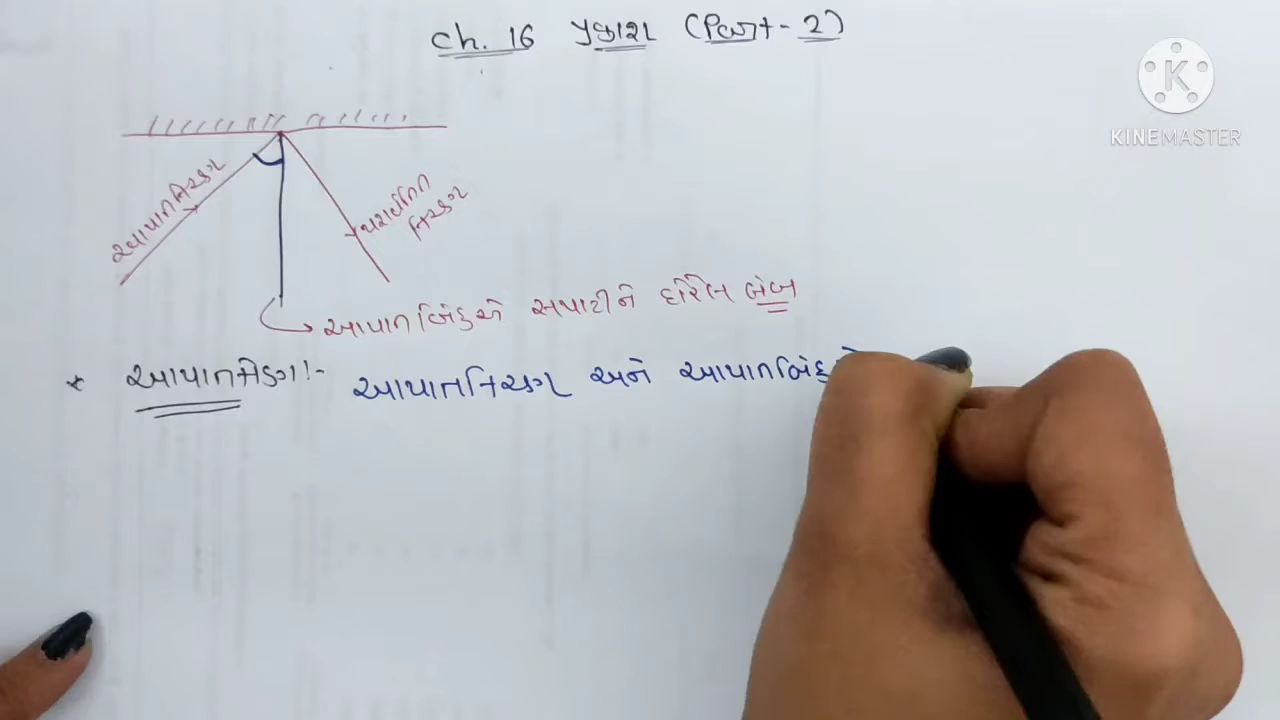 Ch. 16 પ્રકાશ (Part - 2)
KINEMASTER
આપાતકિરણ
પરાવર્તિત
કિરણ
આપાતબિંદુએ સપાટીને દોરેલ લંબ
* આપાતકોણ :- આપાતકિરણ અને આપાતબિંદુએ